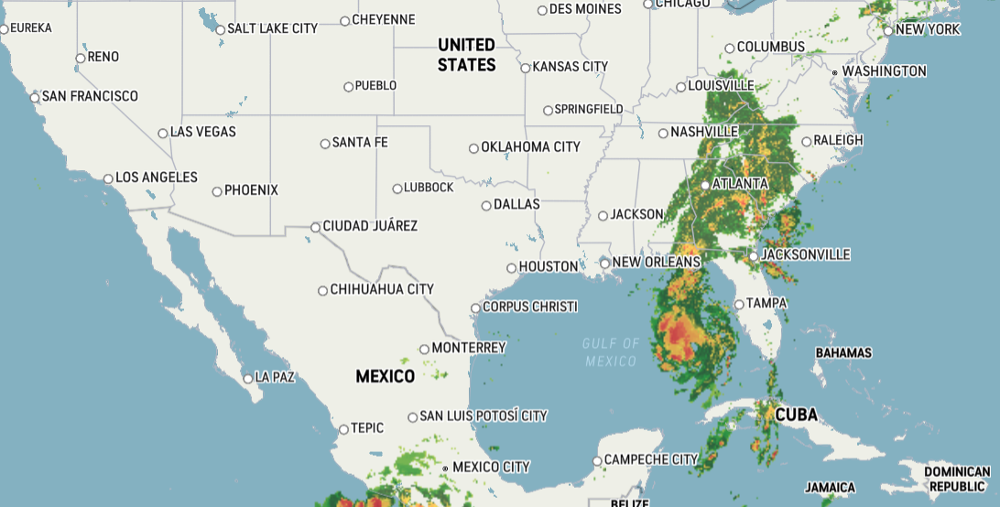 DES MOINES
CHICAGO
CHEYENNE
EUREKA
SALT LAKE CITY
NEW YORK
UNITED
STATES
COLUMBUS
RENO
KANSAS CITY
WASHINGTON
PUEBLO
LOUISVILLE
SAN FRANCISCO
SPRINGFIELD
LAS VEGAS
NASHVILLE
SANTA FE
OKLAHOMA CITY
RALEIGH
LOS ANGELES
PHOENIX
LUBBOCK
ATLANTA
DALLAS
JACKSON
CIUDAD JUÁREZ
JACKSONVILLE
HOUSTON
NEW ORLEANS
CHIHUAHUA CITY
CORPUS CHRISTI
TAMPA
GULF OF
MEXICO
MONTERREY
BAHAMAS
LA PAZ
MEXICO
SAN LUIS POTOSÍ CITY
CUBA
TEPIC
CAMPECHE CITY
MEXICO CITY
DOMINICAN
REPUBLIC
JAMAICA
BELIZE